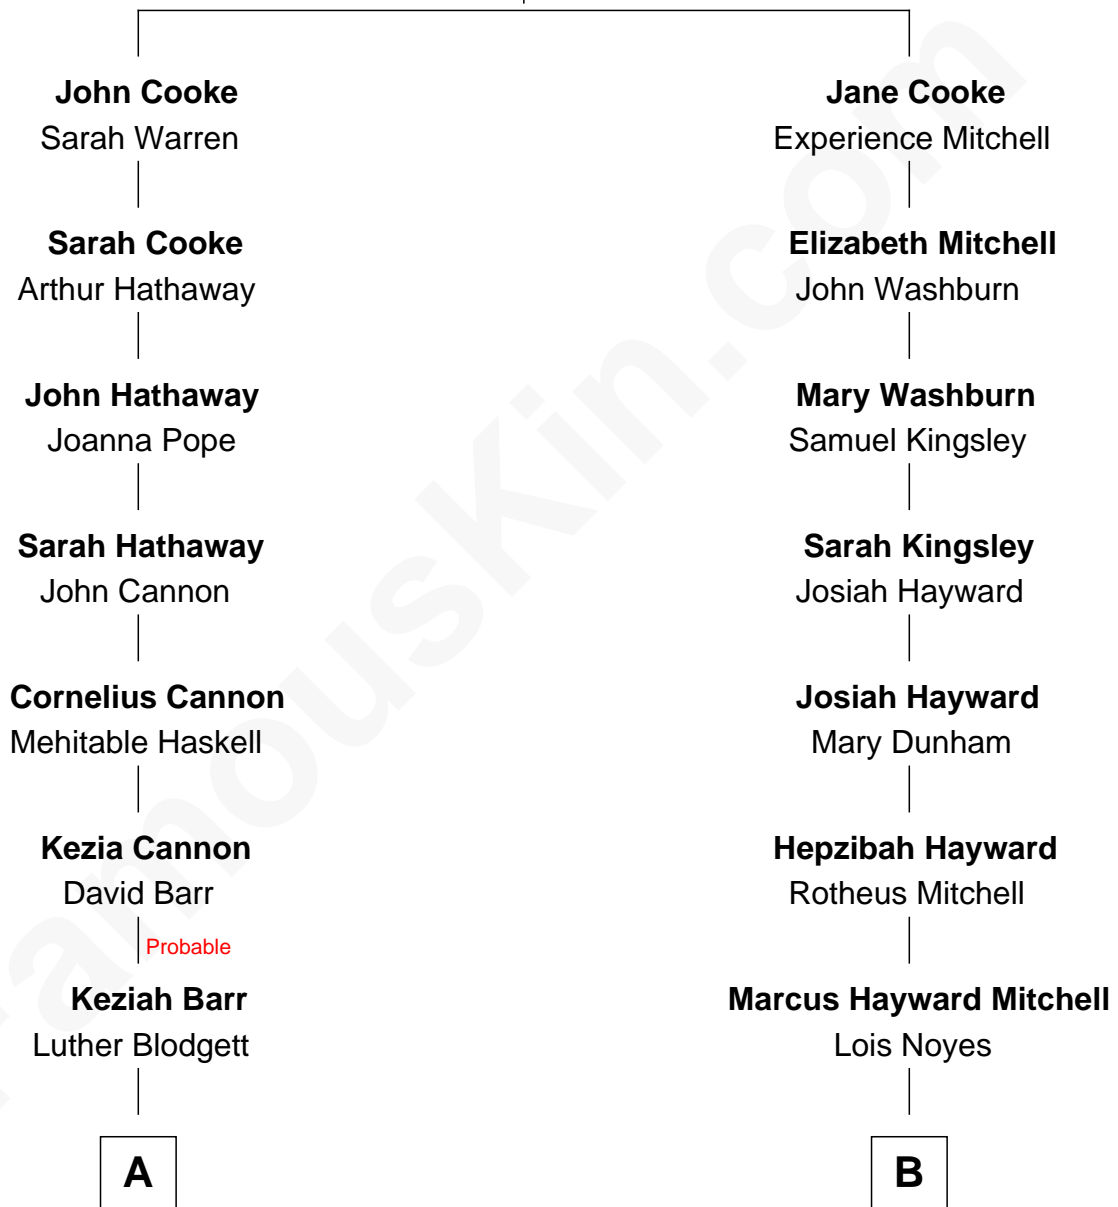 John Cooke
Sarah Warren
Sarah Cooke
Arthur Hathaway
John Hathaway
Joanna Pope
Sarah Hathaway
John Cannon
Cornelius Cannon
Mehitable Haskell
Kezia Cannon
David Barr
Probable
Keziah Barr
Luther Blodgett
A
Jane Cooke
Experience Mitchell
Elizabeth Mitchell
John Washburn
Mary Washburn
Samuel Kingsley
Sarah Kingsley
Josiah Hayward
Josiah Hayward
Mary Dunham
Hepzibah Hayward
Rotheus Mitchell
Marcus Hayward Mitchell
Lois Noyes
B
FamousKin.com